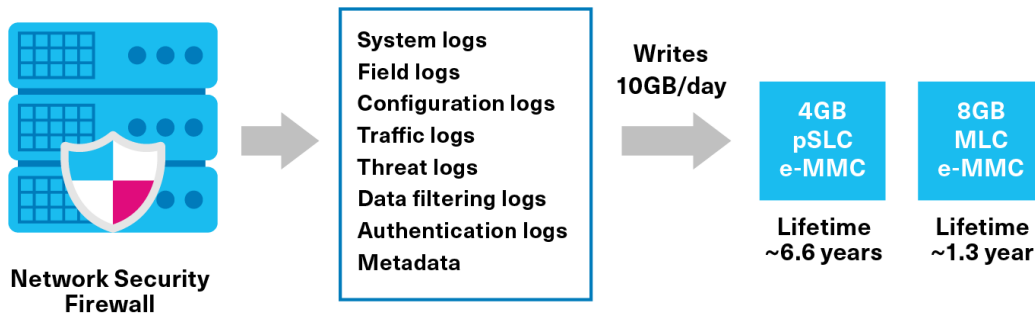 Network Security
Firewall
System logs
Field logs
Configuration logs
Traffic logs
Threat logs
Data filtering logs
Authentication logs
Metadata
Writes
10GB/day
4GB
pSLC
e-MMC
Lifetime
~6.6 years
8GB
MLC
e-MMC
Lifetime
~1.3 year